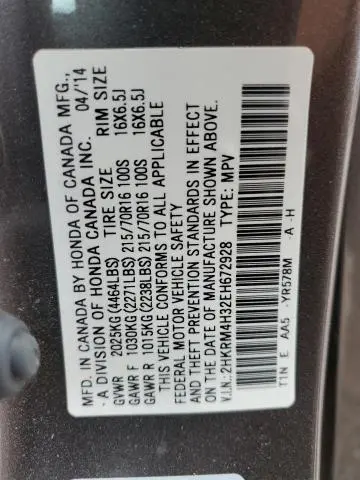 MFD. IN CANADA BY HONDA OF CANADA MFG.,
- A DIVISION OF HONDA CANADA INC. 04/'14
GVWR 2025KG(4464LBS) TIRE SIZE RIM SIZE
GAWR F 1030KG(2271LBS) 215/70R16 100S 16X6.5J
GAWR R 1015KG(2238LBS) 215/70R16 100S 16X6.5J
THIS VEHICLE CONFORMS TO ALL APPLICABLE
FEDERAL MOTOR VEHICLE SAFETY
AND THEFT PREVENTION STANDARDS IN EFFECT
ON THE DATE OF MANUFACTURE SHOWN ABOVE.
V.I.N.: 2HKRM4H32EH672928 TYPE: MPV
T1N E AA5 -YR578M -A -H